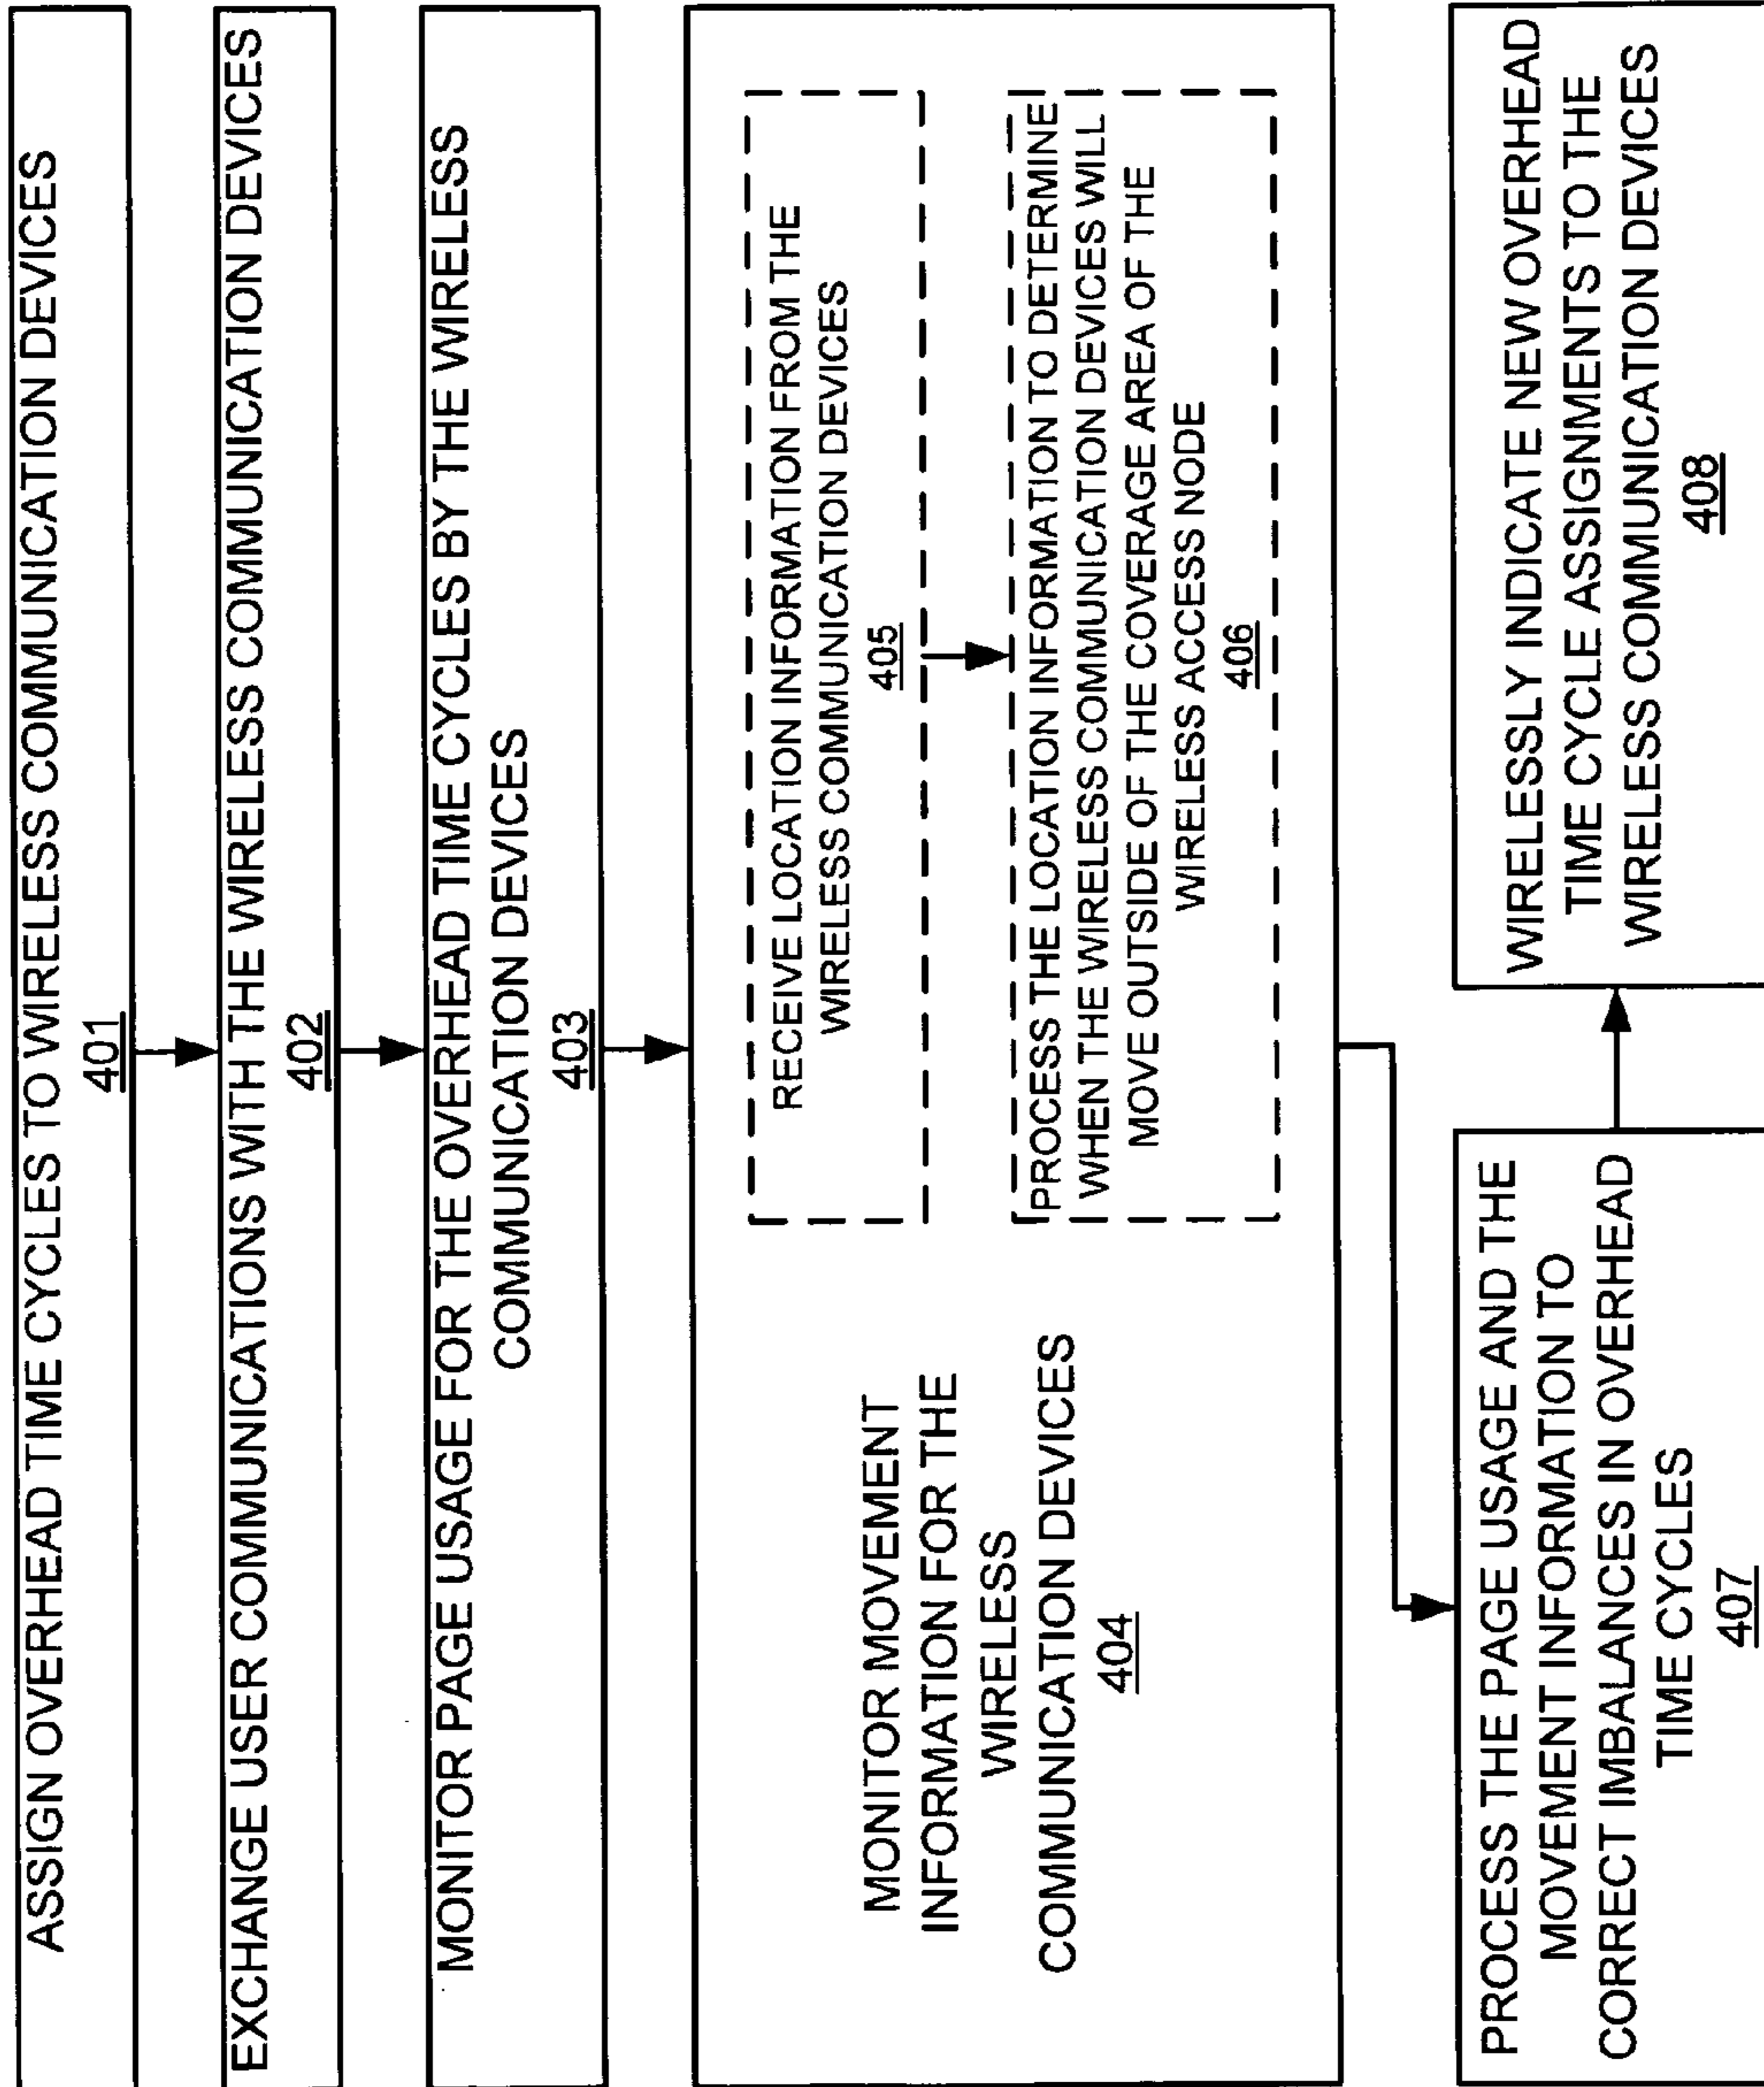 ASSIGN OVERHEAD TIME CYCLES TO WIRELESS COMMUNICATION DEVICES
401
EXCHANGE USER COMMUNICATIONS WITH THE WIRELESS COMMUNICATION DEVICES
402
MONITOR PAGE USAGE FOR THE OVERHEAD TIME CYCLES BY THE WIRELESS
COMMUNICATION DEVICES
403
MONITOR MOVEMENT
INFORMATION FOR THE
WIRELESS
COMMUNICATION DEVICES
404
RECEIVE LOCATION INFORMATION FROM THE
WIRELESS COMMUNICATION DEVICES
405
PROCESS THE LOCATION INFORMATION TO DETERMINE
WHEN THE WIRELESS COMMUNICATION DEVICES WILL
MOVE OUTSIDE OF THE COVERAGE AREA OF THE
WIRELESS ACCESS NODE
406
PROCESS THE PAGE USAGE AND THE
MOVEMENT INFORMATION TO
CORRECT IMBALANCES IN OVERHEAD
TIME CYCLES
407
WIRELESSLY INDICATE NEW OVERHEAD
TIME CYCLE ASSIGNMENTS TO THE
WIRELESS COMMUNICATION DEVICES
408